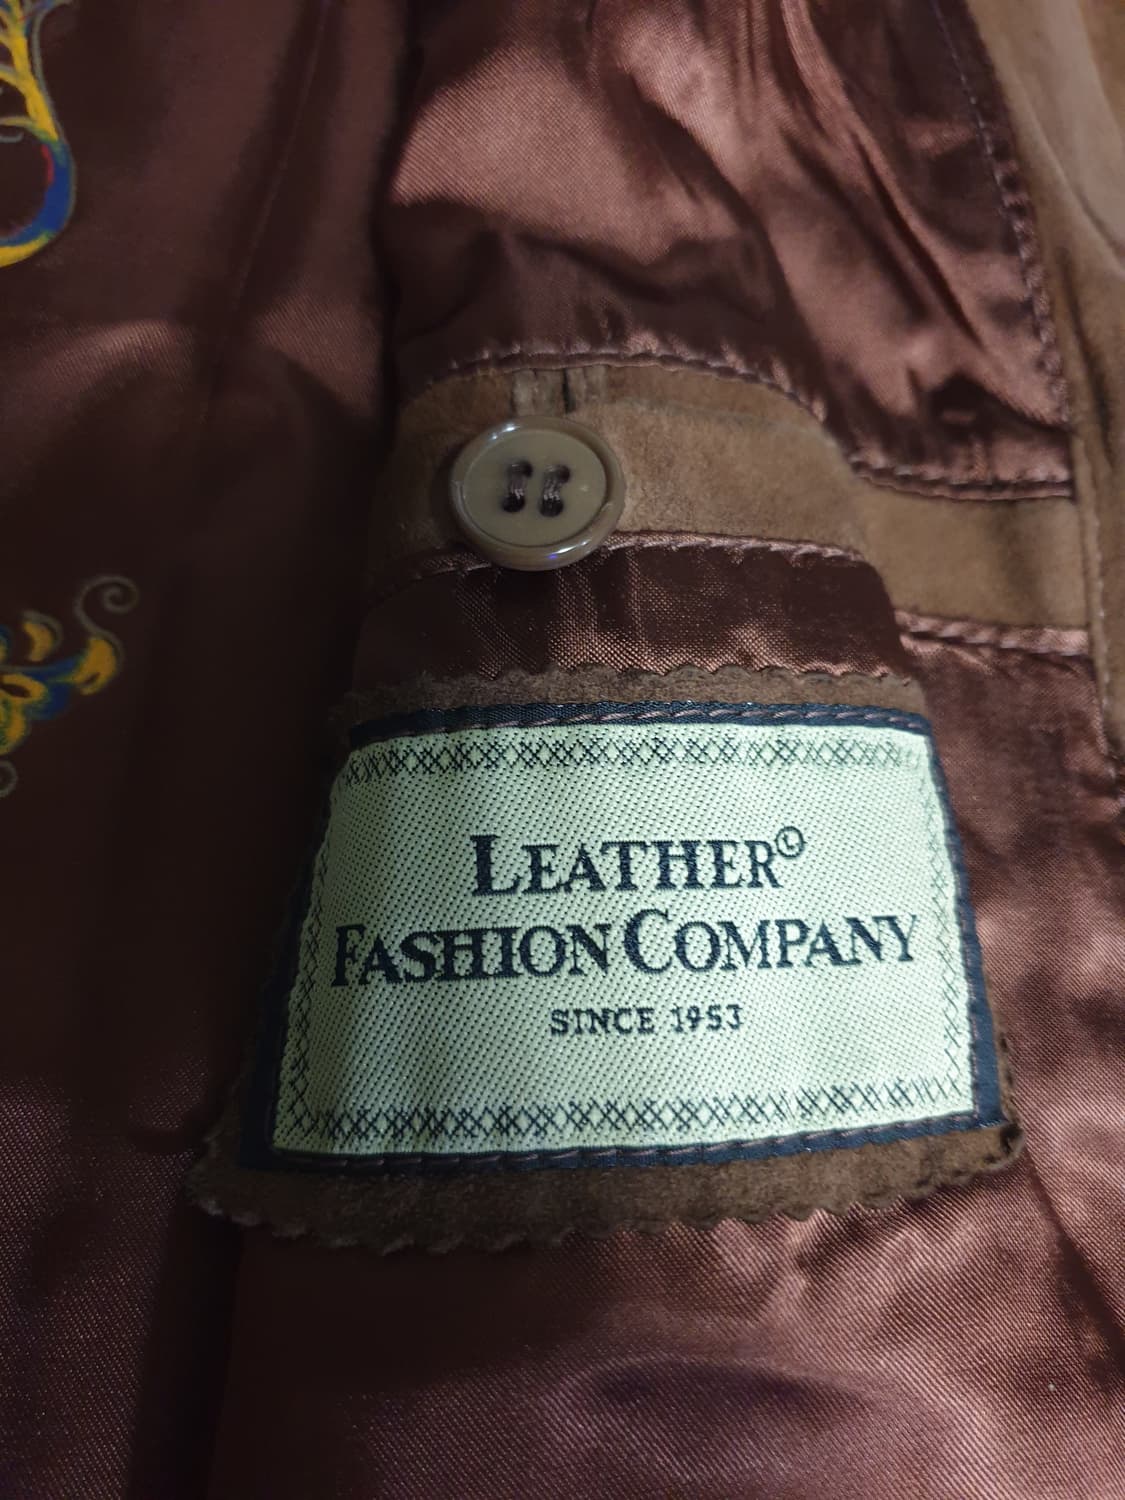 LEATHER©
FASHION COMPANY
SINCE 1953